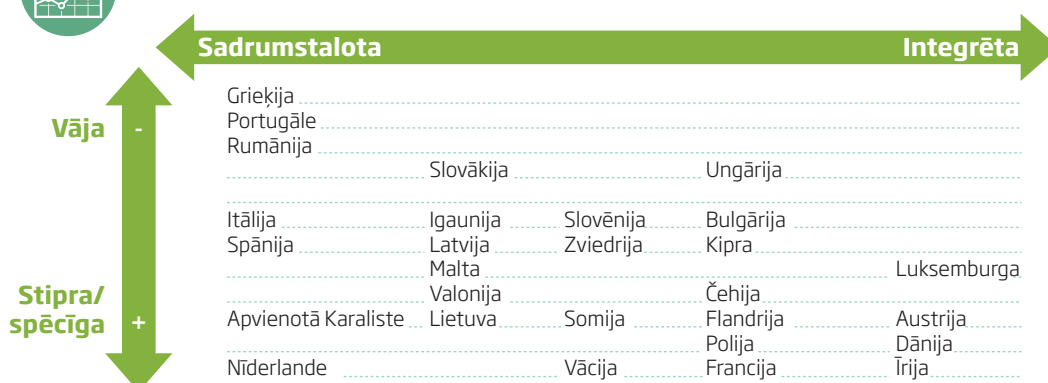 Sadrumstalota Integrēta
Grieķija
Vāja - Portugāle
Rumānija
Slovākija Ungārija
Itālija Igaunija Slovēnija Bulgārija
Spānija Latvija Zviedrija Kipra
Malta Luksemburga
Stipra/ Valonija Čehija
spēcīga + Apvienotā Karaliste Lietuva Somija Flandrija Austrija
Polija Dānija
Nīderlande Vācija Francija Īrija